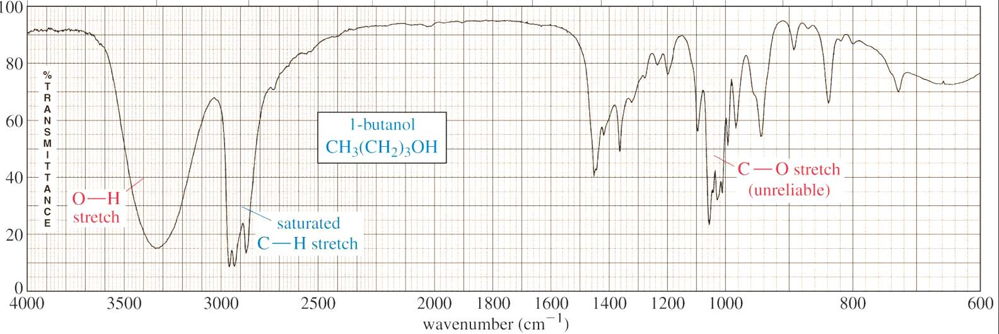 100
80
60
40
20
0
%
T
R
A
N
S
M
I
T
T
A
N
C
E
1-butanol
CH₃(CH₂)₃OH
O—H
stretch
saturated
C—H stretch
C—O stretch
(unreliable)
4000 3500 3000 2500 2000 1800 1600 1400 1200 1000 800 600
wavenumber (cm⁻¹)